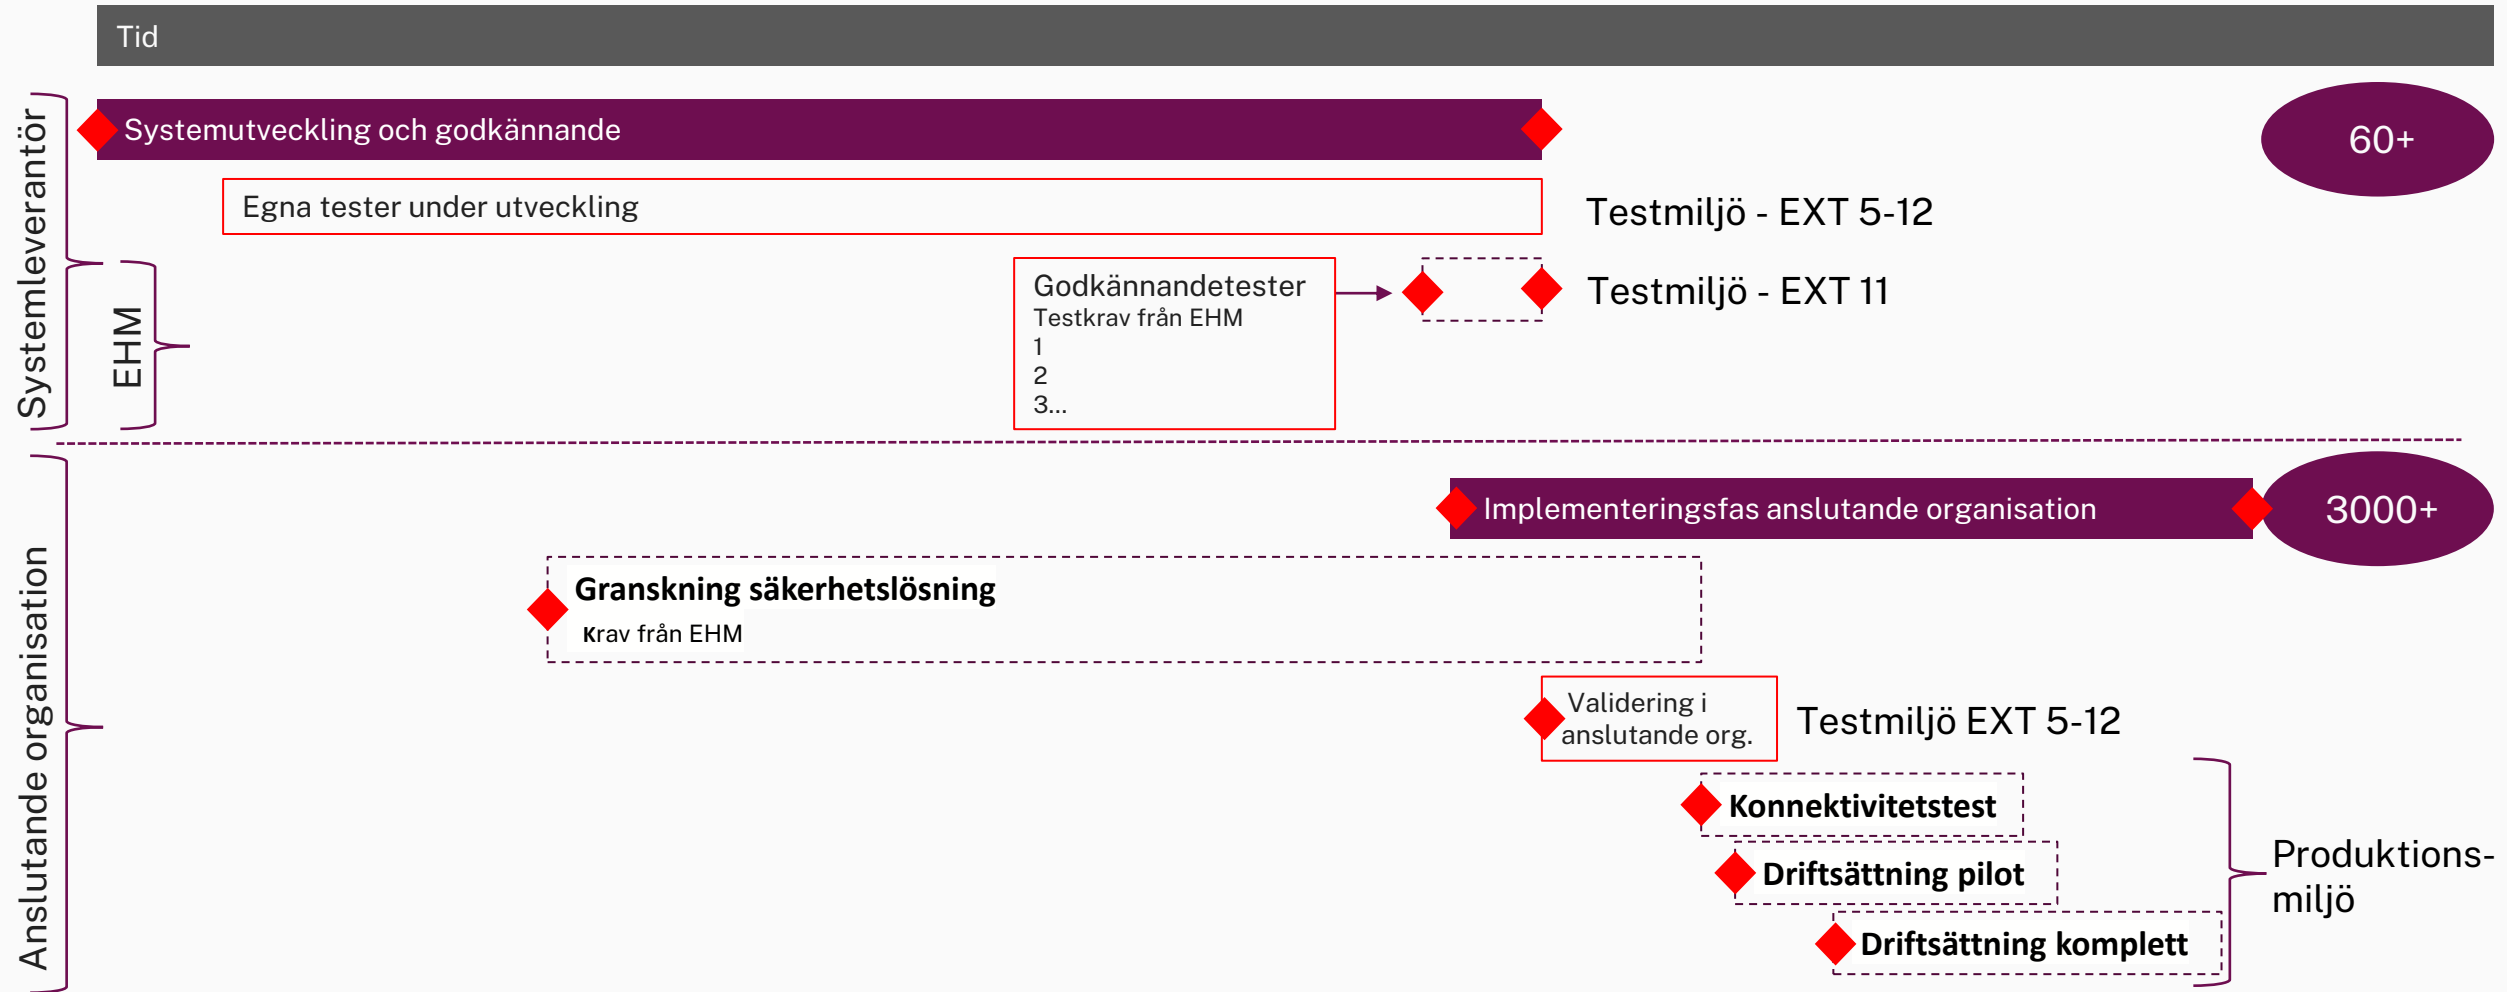 Tid
Systemleverantör
Systemutveckling och godkännande
60+
Egna tester under utveckling
Testmiljö - EXT 5-12
EHM
Godkännandetester
Testkrav från EHM
1
2
3...
Testmiljö - EXT 11
Anslutande organisation
Implementeringsfas anslutande organisation
3000+
Granskning säkerhetslösning
Krav från EHM
Validering i
anslutande org.
Testmiljö EXT 5-12
Konnektivitetstest
Driftsättning pilot
Driftsättning komplett
Produktions-
miljö